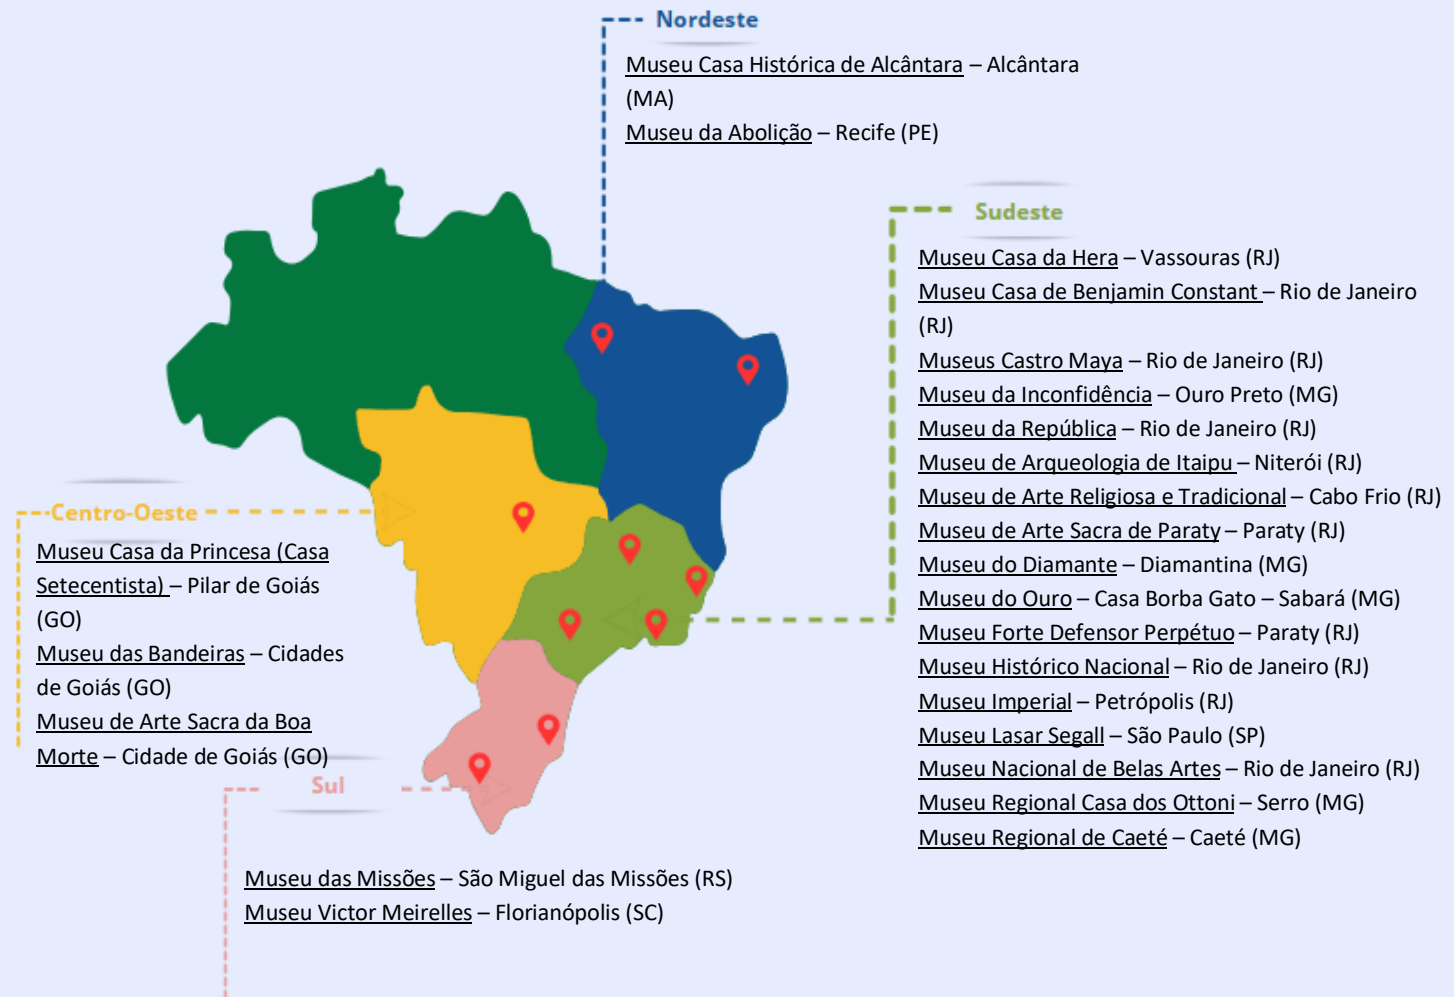 Nordeste
Museu Casa Histórica de Alcântara – Alcântara
(MA)
Museu da Abolição – Recife (PE)
Sudeste
Museu Casa da Hera – Vassouras (RJ)
Museu Casa de Benjamin Constant – Rio de Janeiro
(RJ)
Museus Castro Maya – Rio de Janeiro (RJ)
Museu da Inconfidência – Ouro Preto (MG)
Museu da República – Rio de Janeiro (RJ)
Museu de Arqueologia de Itaipu – Niterói (RJ)
Museu de Arte Religiosa e Tradicional – Cabo Frio (RJ)
Museu de Arte Sacra de Paraty – Paraty (RJ)
Museu do Diamante – Diamantina (MG)
Museu do Ouro – Casa Borba Gato – Sabará (MG)
Museu Forte Defensor Perpétuo – Paraty (RJ)
Museu Histórico Nacional – Rio de Janeiro (RJ)
Museu Imperial – Petrópolis (RJ)
Museu Lasar Segall – São Paulo (SP)
Museu Nacional de Belas Artes – Rio de Janeiro (RJ)
Museu Regional Casa dos Ottoni – Serro (MG)
Museu Regional de Caeté – Caeté (MG)
Centro-Oeste
Museu Casa da Princesa (Casa
Setecentista) – Pilar de Goiás
(GO)
Museu das Bandeiras – Cidades
de Goiás (GO)
Museu de Arte Sacra da Boa
Morte – Cidade de Goiás (GO)
Sul
Museu das Missões – São Miguel das Missões (RS)
Museu Victor Meirelles – Florianópolis (SC)